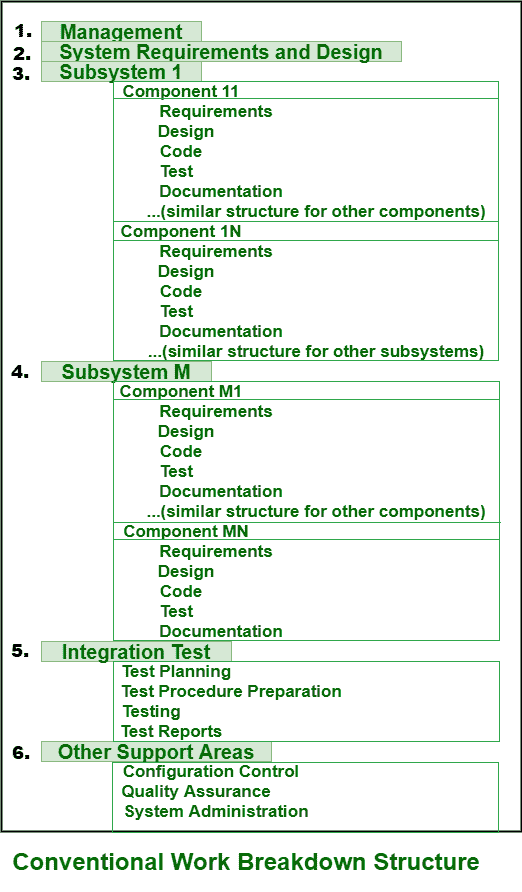 1. Management
2. System Requirements and Design
3. Subsystem 1
Component 11
Requirements
Design
Code
Test
Documentation
...(similar structure for other components)
Component 1N
Requirements
Design
Code
Test
Documentation
...(similar structure for other subsystems)
4. Subsystem M
Component M1
Requirements
Design
Code
Test
Documentation
...(similar structure for other components)
Component MN
Requirements
Design
Code
Test
Documentation
5. Integration Test
Test Planning
Test Procedure Preparation
Testing
Test Reports
6. Other Support Areas
Configuration Control
Quality Assurance
System Administration
Conventional Work Breakdown Structure